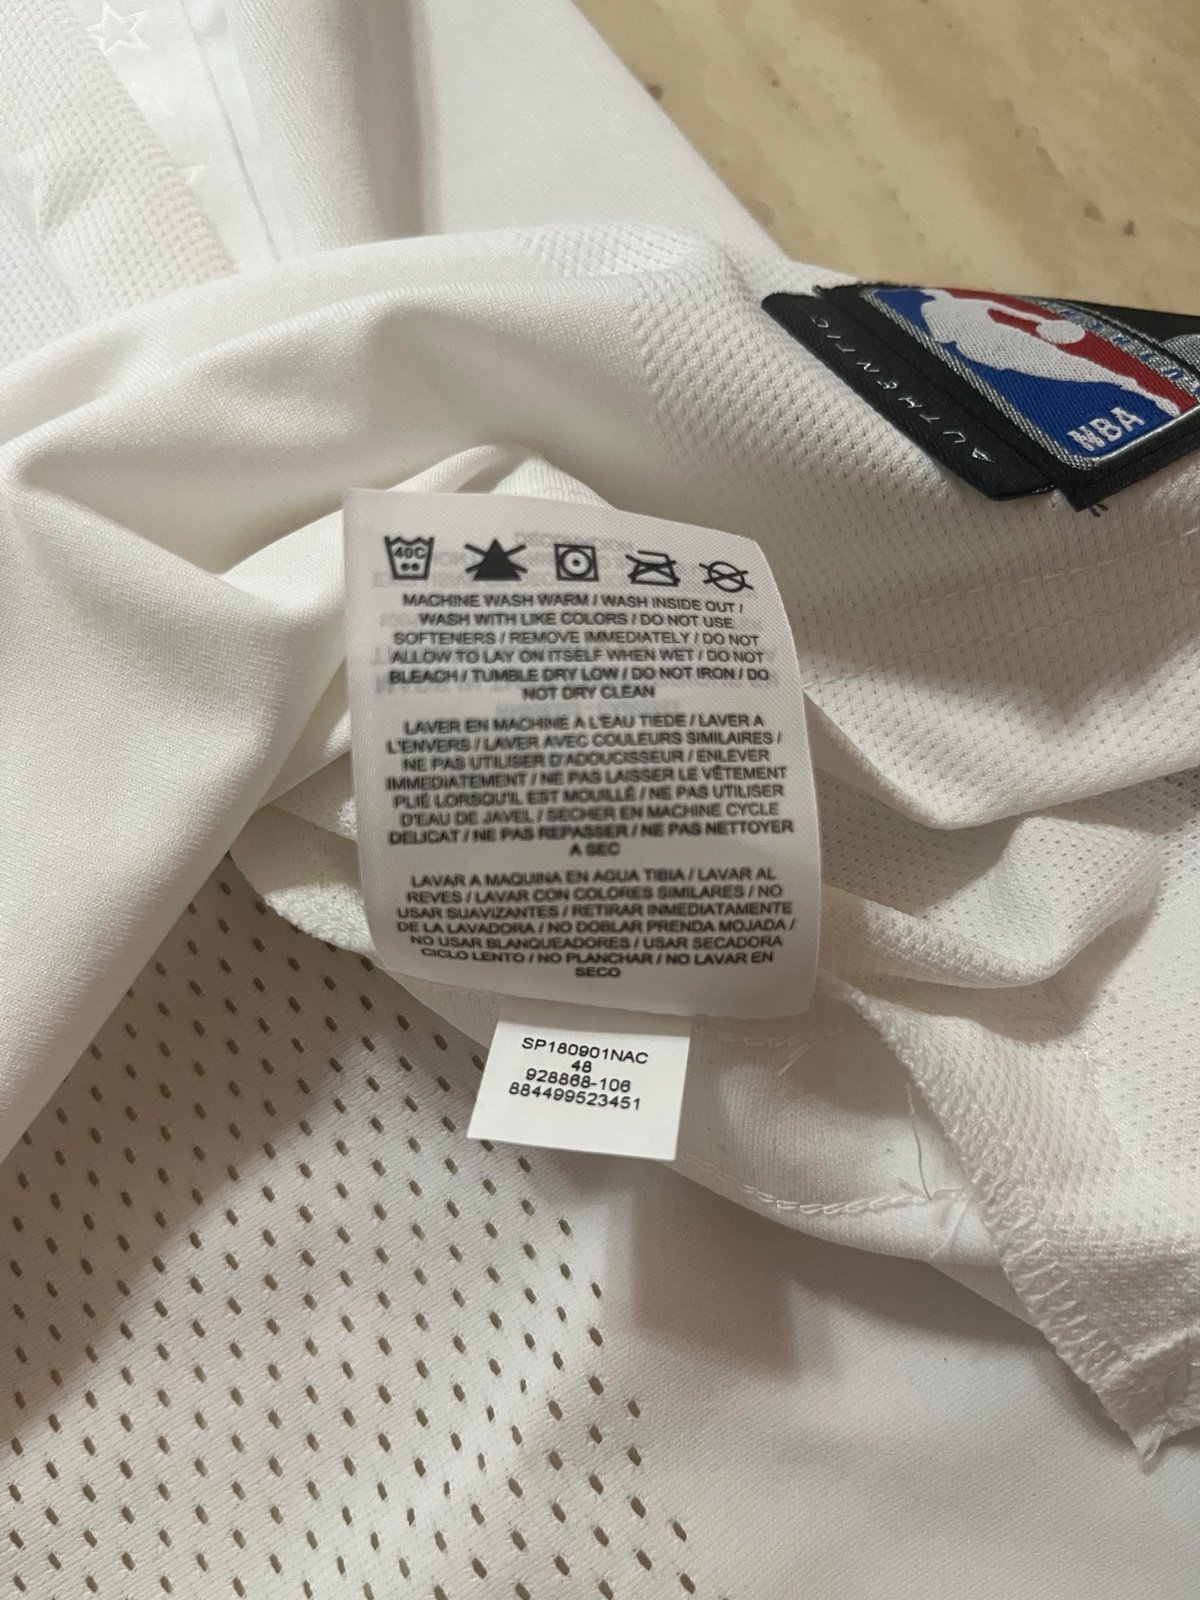 AUTHENTIC
NBA
40C
MACHINE WASH WARM / WASH INSIDE OUT /
WASH WITH LIKE COLORS / DO NOT USE
SOFTENERS / REMOVE IMMEDIATELY / DO NOT
ALLOW TO LAY ON ITSELF WHEN WET / DO NOT
BLEACH / TUMBLE DRY LOW / DO NOT IRON / DO
NOT DRY CLEAN
LAVER EN MACHINE A L'EAU TIEDE / LAVER A
L'ENVERS / LAVER AVEC COULEURS SIMILAIRES /
NE PAS UTILISER D'ADOUCISSEUR / ENLEVER
IMMEDIATEMENT / NE PAS LAISSER LE VÊTEMENT
PLIÉ LORSQU'IL EST MOUILLÉ / NE PAS UTILISER
D'EAU DE JAVEL / SECHER EN MACHINE CYCLE
DELICAT / NE PAS REPASSER / NE PAS NETTOYER
A SEC
LAVAR A MAQUINA EN AGUA TIBIA / LAVAR AL
REVES / LAVAR CON COLORES SIMILARES / NO
USAR SUAVIZANTES / RETIRAR INMEDIATAMENTE
DE LA LAVADORA / NO DOBLAR PRENDA MOJADA /
NO USAR BLANQUEADORES / USAR SECADORA
CICLO LENTO / NO PLANCHAR / NO LAVAR EN
SECO
SP180901NAC
48
928868-106
884499523451